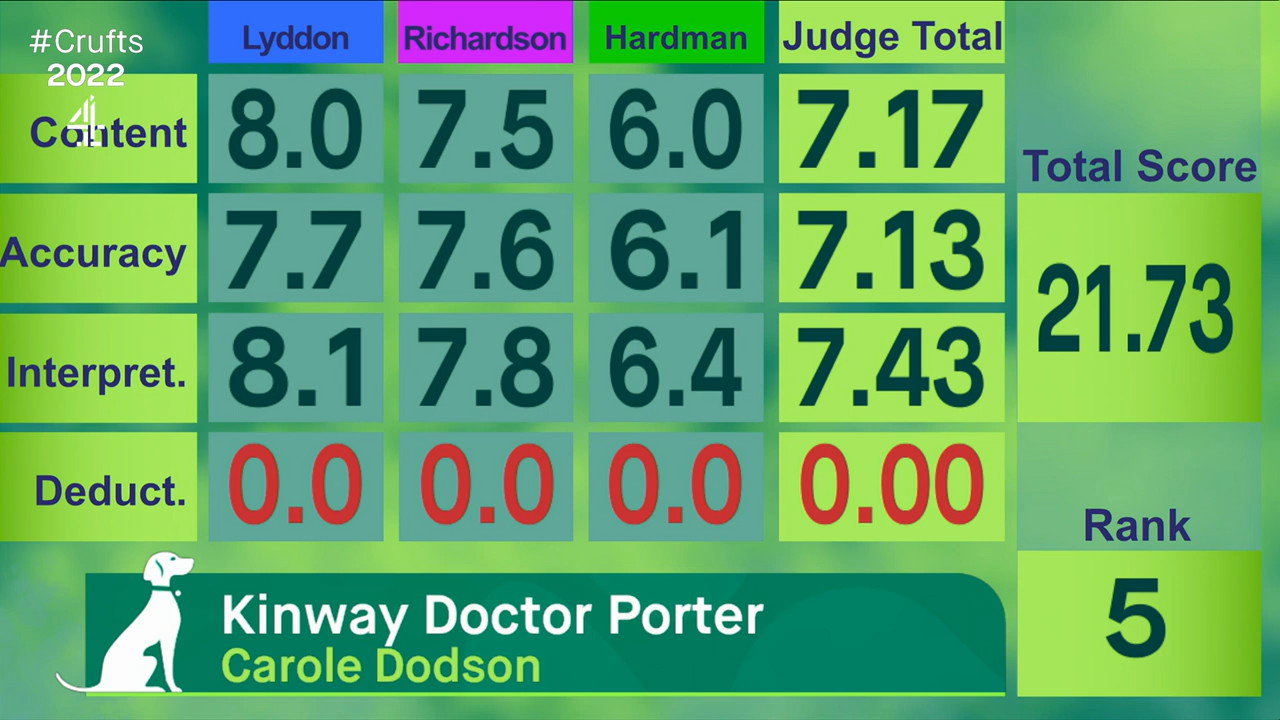 #Crufts
2022
Lyddon Richardson Hardman Judge Total
Content 8.0 7.5 6.0 7.17
Total Score
Accuracy 7.7 7.6 6.1 7.13
21.73
Interpret. 8.1 7.8 6.4 7.43
Deduct. 0.0 0.0 0.0 0.00
Rank
5
Kinway Doctor Porter
Carole Dodson